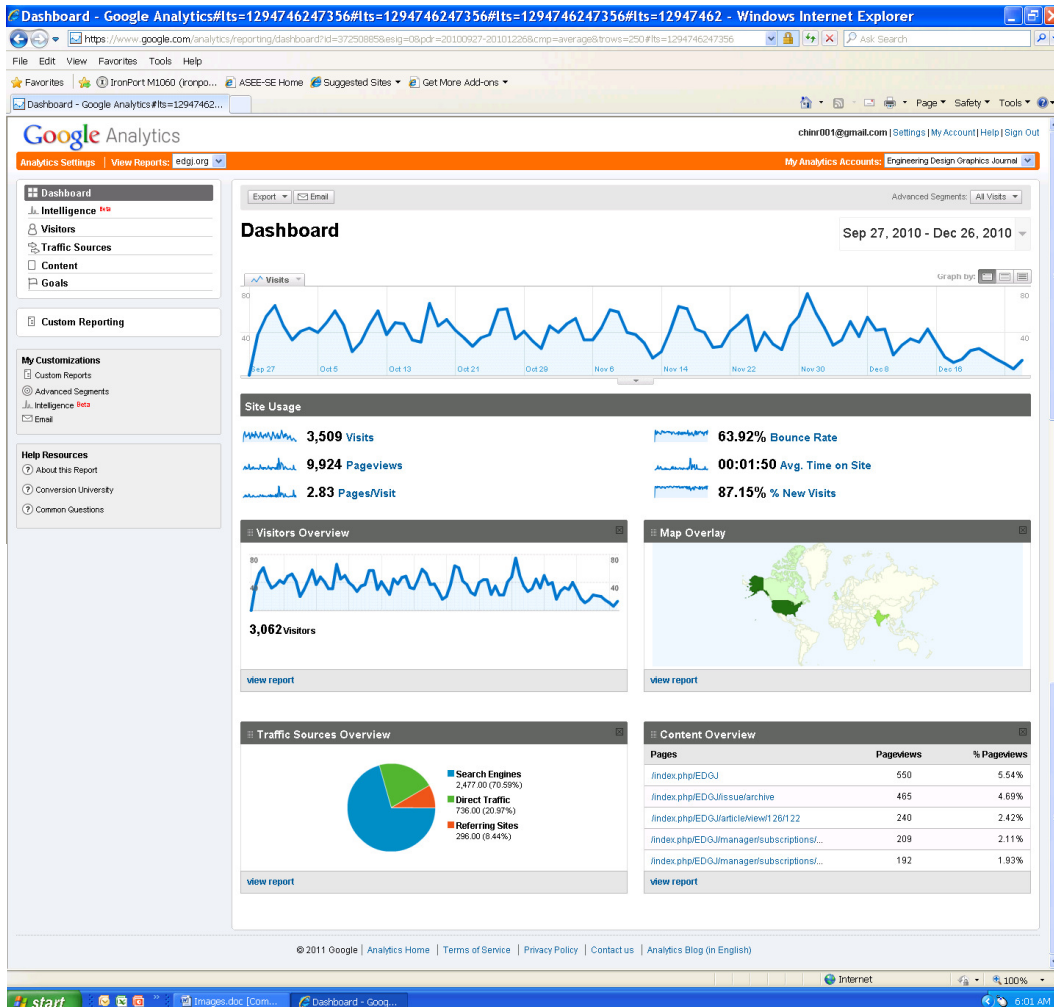 Dashboard - Google Analytics#lts=1294746247356#lts=1294746247356#lts=1294746247356#lts=12947462 - Windows Internet Explorer
https://www.google.com/analytics/reporting/dashboard?id=37250885&esig=0&pdr=20100927-20101226&cmp=average&trows=250#lts=1294746247356
Ask Search
File Edit View Favorites Tools Help
Favorites IronPort M1060 (ironpo... ASEE-SE Home Suggested Sites Get More Add-ons
Dashboard - Google Analytics#lts=12947462... Page Safety Tools
Google Analytics
chinr001@gmail.com | Settings | My Account | Help | Sign Out
Analytics Settings | View Reports: edgj.org My Analytics Accounts: Engineering Design Graphics Journal
Dashboard
Intelligence Beta
Visitors
Traffic Sources
Content
Goals
Custom Reporting
My Customizations
Custom Reports
Advanced Segments
Intelligence Beta
Email
Help Resources
About this Report
Conversion University
Common Questions
Export Email Advanced Segments: All Visits
Dashboard
Sep 27, 2010 - Dec 26, 2010
Visits Graph by:
80 80
40 40
Sep 27 Oct 5 Oct 13 Oct 21 Oct 29 Nov 6 Nov 14 Nov 22 Nov 30 Dec 8 Dec 16
Site Usage
3,509 Visits
9,924 Pageviews
2.83 Pages/Visit
63.92% Bounce Rate
00:01:50 Avg. Time on Site
87.15% % New Visits
Visitors Overview
80 80
40 40
3,062 Visitors
view report
Map Overlay
view report
Traffic Sources Overview
Search Engines
2,477.00 (70.59%)
Direct Traffic
736.00 (20.97%)
Referring Sites
296.00 (8.44%)
view report
Content Overview
Pages Pageviews % Pageviews
/index.php/EDGJ 550 5.54%
/index.php/EDGJ/issue/archive 465 4.69%
/index.php/EDGJ/article/view/126/122 240 2.42%
/index.php/EDGJ/manager/subscriptions/... 209 2.11%
/index.php/EDGJ/manager/subscriptions/... 192 1.93%
view report
© 2011 Google | Analytics Home | Terms of Service | Privacy Policy | Contact us | Analytics Blog (in English)
Internet 100%
start Images.doc [Com... Dashboard - Goog... 6:01 AM